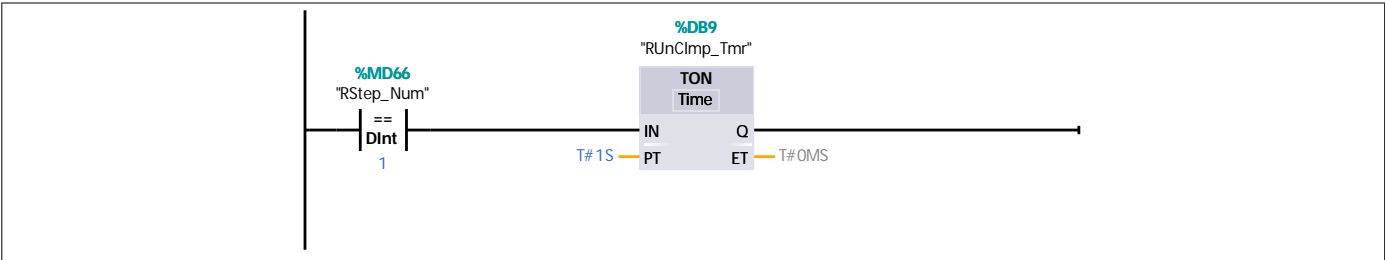 %DB9
"RUnClmp_Tmr"
%MD66
"RStep_Num"
TON
Time
==
DInt
1
IN
Q
T#1S
PT
ET
T#0MS